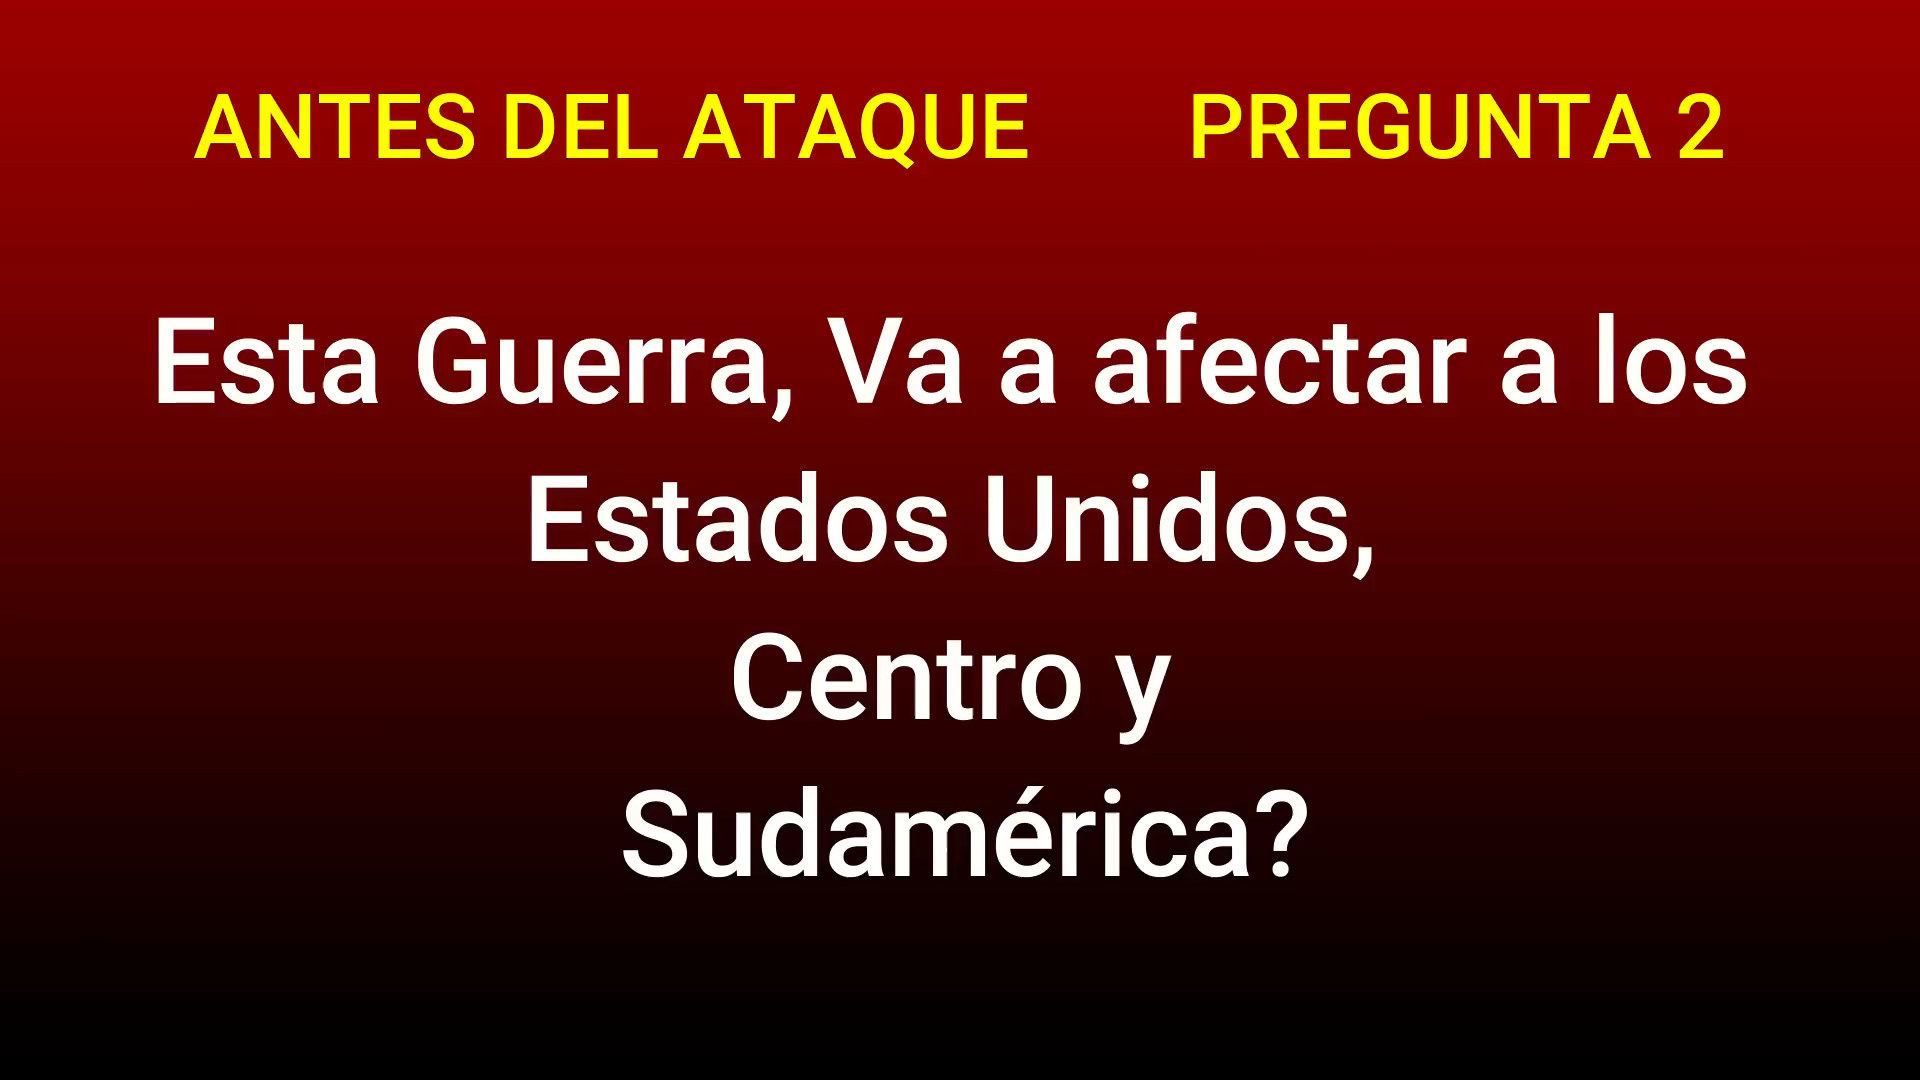 ANTES DEL ATAQUE PREGUNTA 2
Esta Guerra, Va a afectar a los
Estados Unidos,
Centro y
Sudamérica?